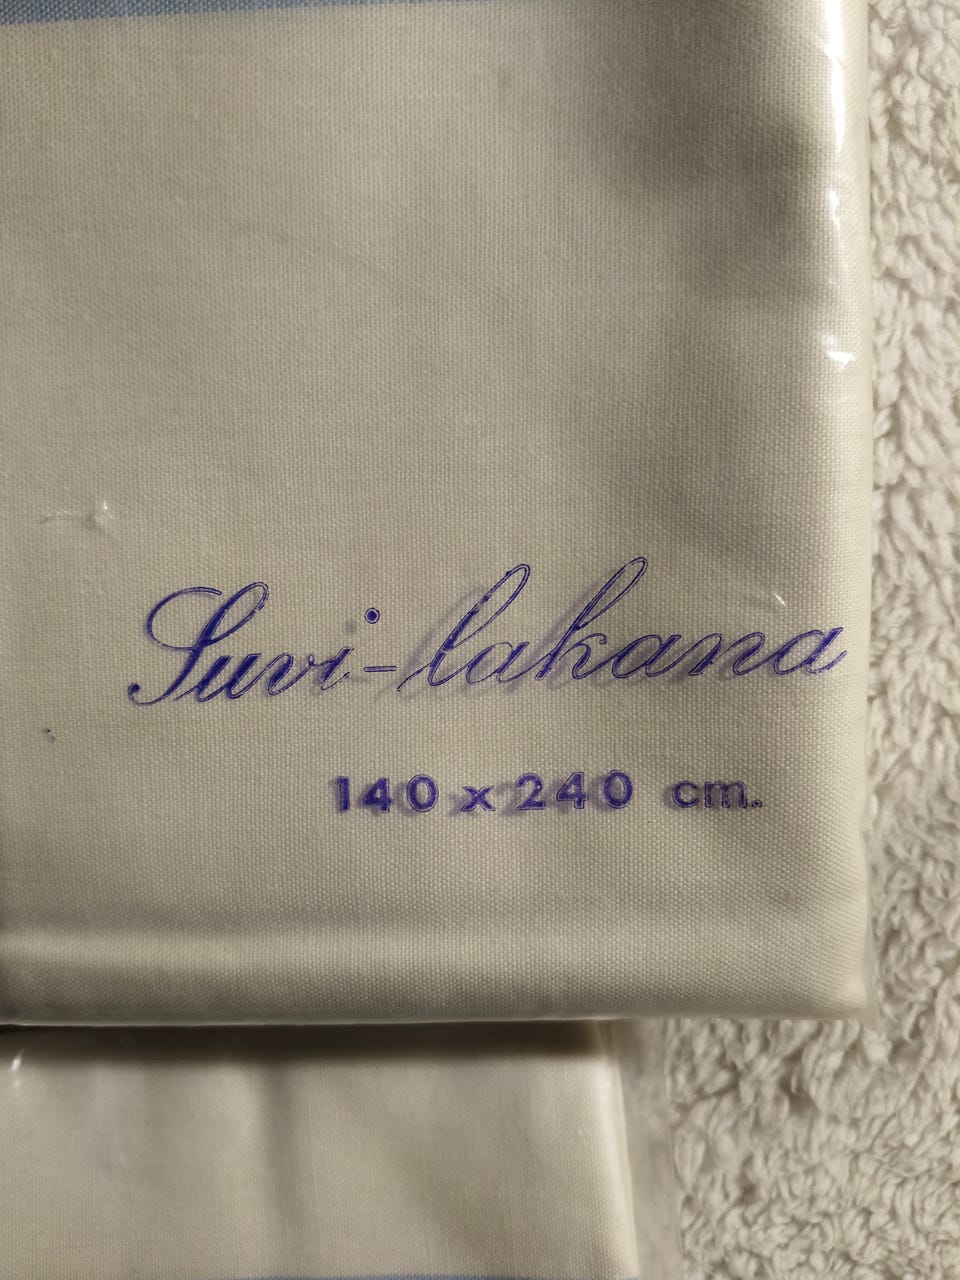 Suvi-lakana
140 x 240 cm.